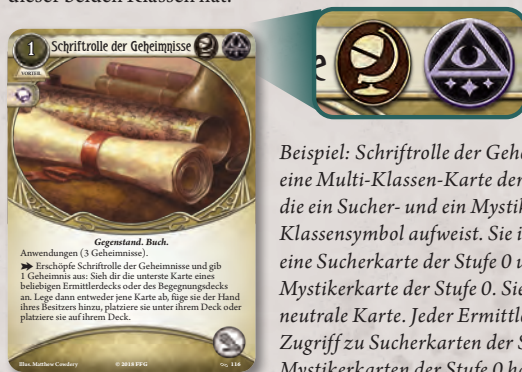 dieser beiden Klassen hat.
1
Schriftrolle der Geheimnisse
VORTEIL
Gegenstand. Buch.
Anwendungen (3 Geheimnisse).
Erschöpfe Schriftrolle der Geheimnisse und gib
1 Geheimnis aus: Sieh dir die unterste Karte eines
beliebigen Ermittlerdecks oder des Begegnungsdecks
an. Lege dann entweder jene Karte ab, füge sie der Hand
ihres Besitzers hinzu, platziere sie unter ihrem Deck oder
platziere sie auf ihrem Deck.
Illus. Matthew Cowdery
© 2018 FFG
116
e
Beispiel: Schriftrolle der Gehe
eine Multi-Klassen-Karte der
die ein Sucher- und ein Mystik
Klassensymbol aufweist. Sie i
eine Sucherkarte der Stufe 0 u
Mystikerkarte der Stufe 0. Sie
neutrale Karte. Jeder Ermittle
Zugriff zu Sucherkarten der S
Mystikerkarten der Stufe 0 ha